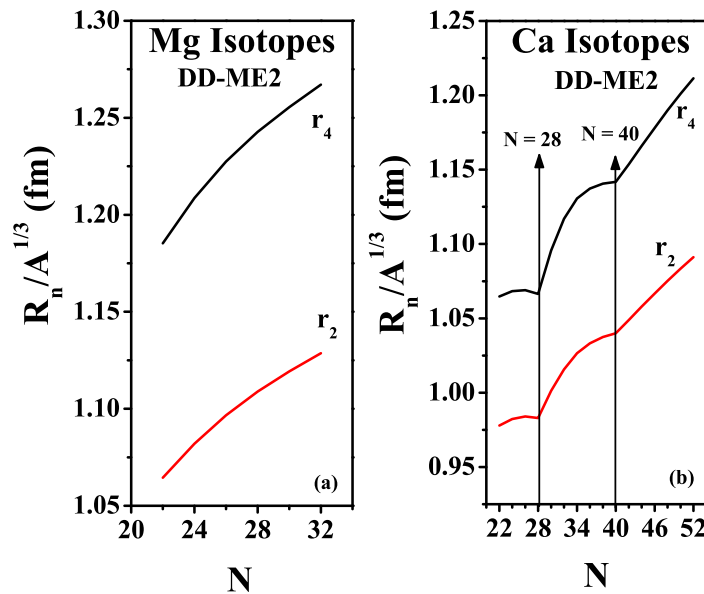 Mg Isotopes
DD-ME2
r4
r2
(a)
1.30
1.25
1.20
1.15
1.10
1.05
20 24 28 32
N
Rn/A1/3 (fm)
Ca Isotopes
DD-ME2
r4
N = 28
N = 40
r2
(b)
1.25
1.20
1.15
1.10
1.05
1.00
0.95
22 28 34 40 46 52
N
Rn/A1/3 (fm)